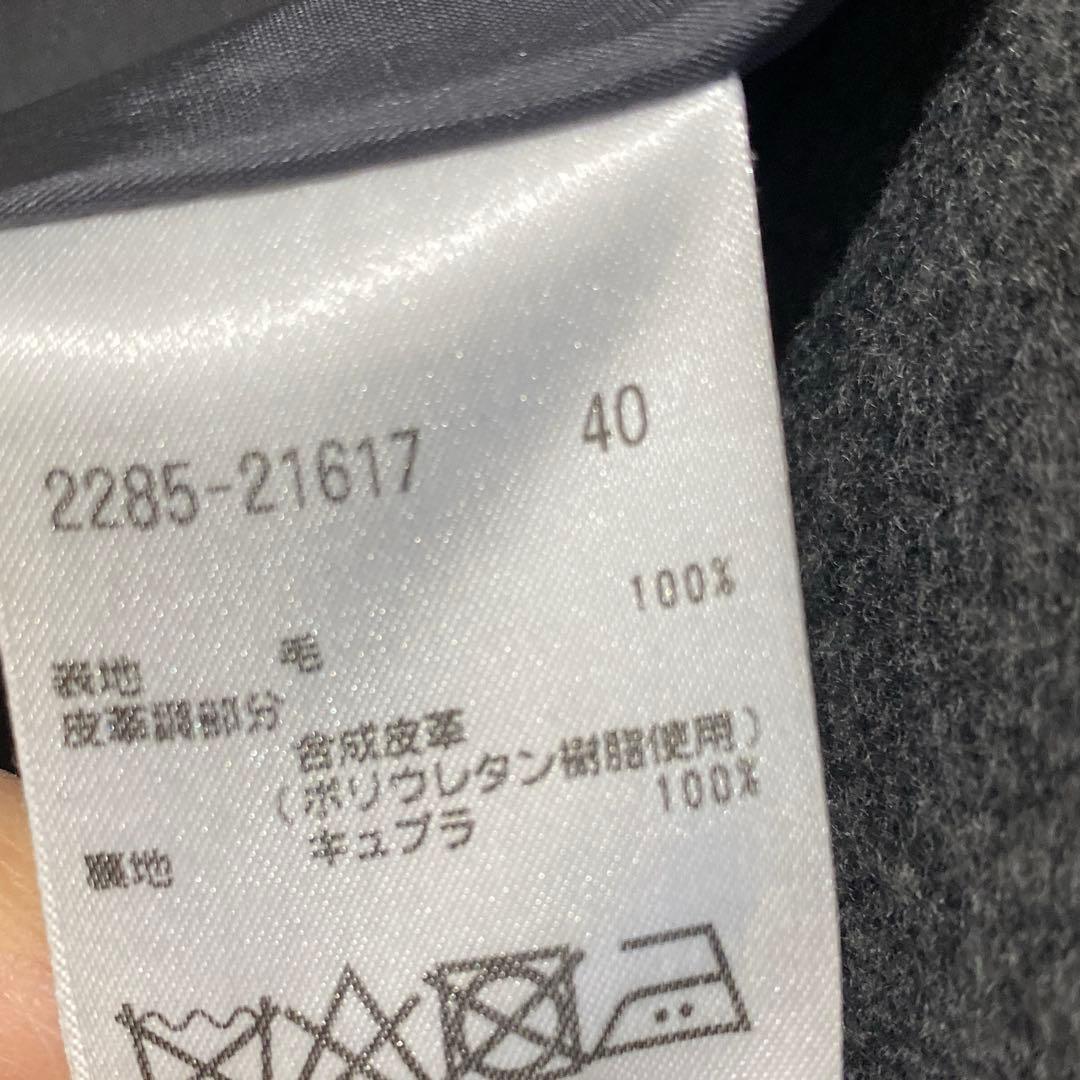 2285-21617 40
表地 毛 100%
皮革調部分
合成皮革
(ポリウレタン樹脂使用)
裏地 キュプラ 100%